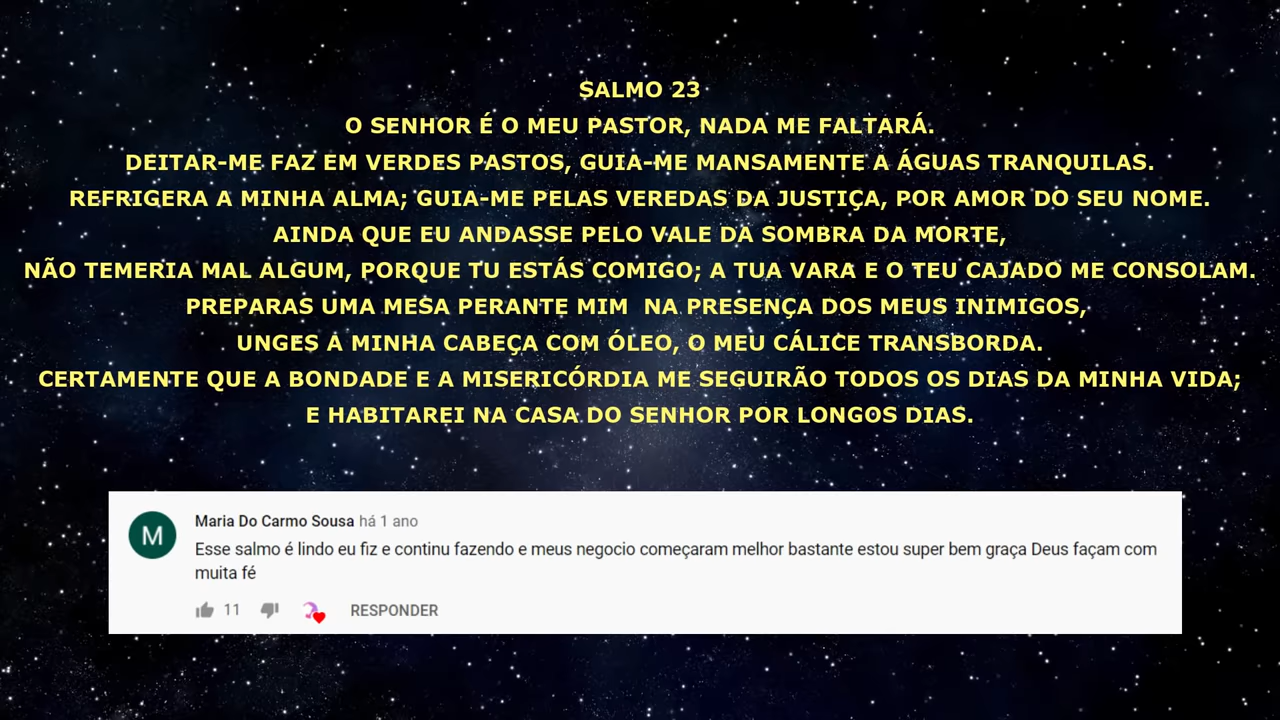 SALMO 23
O SENHOR É O MEU PASTOR, NADA ME FALTARÁ.
DEITAR-ME FAZ EM VERDES PASTOS, GUIA-ME MANSAMENTE A ÁGUAS TRANQUILAS.
REFRIGERA A MINHA ALMA; GUIA-ME PELAS VEREDAS DA JUSTIÇA, POR AMOR DO SEU NOME.
AINDA QUE EU ANDASSE PELO VALE DA SOMBRA DA MORTE,
NÃO TEMERIA MAL ALGUM, PORQUE TU ESTÁS COMIGO; A TUA VARA E O TEU CAJADO ME CONSOLAM.
PREPARAS UMA MESA PERANTE MIM NA PRESENÇA DOS MEUS INIMIGOS,
UNGES A MINHA CABEÇA COM ÓLEO, O MEU CÁLICE TRANSBORDA.
CERTAMENTE QUE A BONDADE E A MISERICÓRDIA ME SEGUIRÃO TODOS OS DIAS DA MINHA VIDA;
E HABITAREI NA CASA DO SENHOR POR LONGOS DIAS.
M
Maria Do Carmo Sousa há 1 ano
Esse salmo é lindo eu fiz e continu fazendo e meus negocio começaram melhor bastante estou super bem graça Deus façam com
muita fé
11 RESPONDER